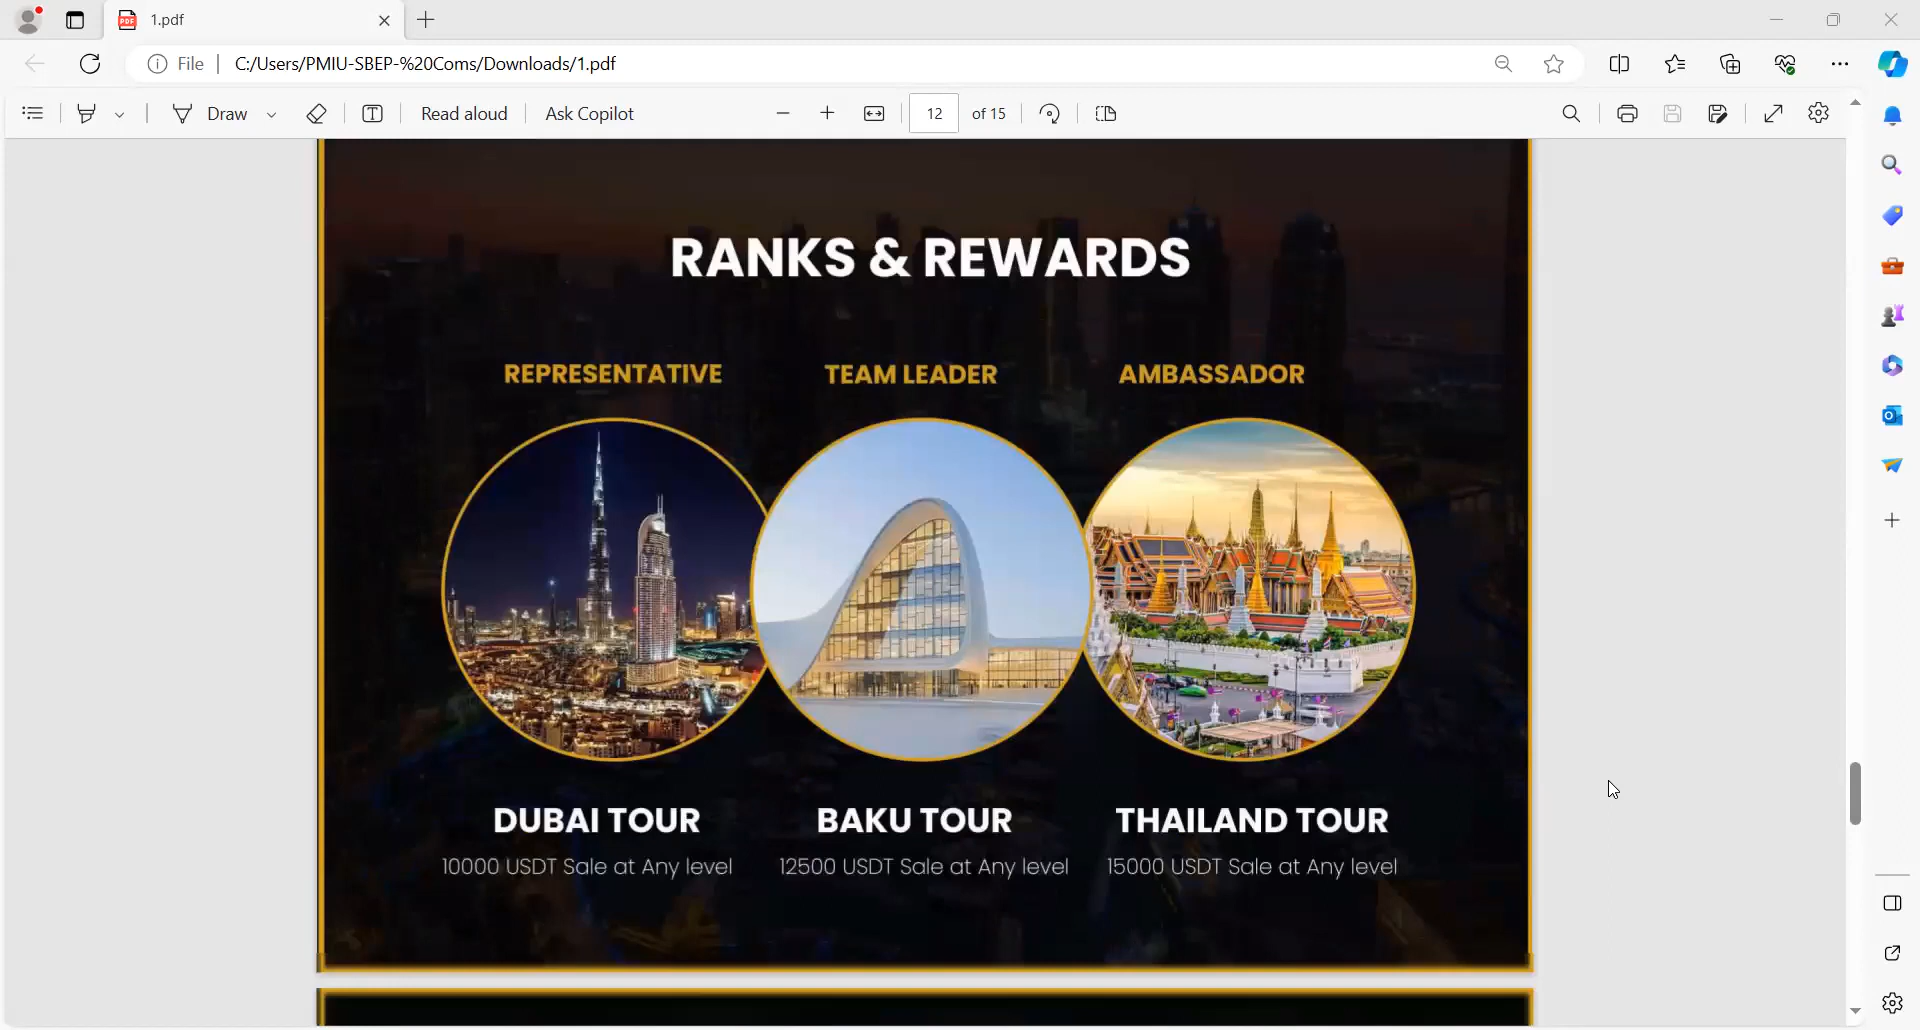 1.pdf
File
C:/Users/PMIU-SBEP-%20Coms/Downloads/1.pdf
Draw
Read aloud
Ask Copilot
12 of 15
RANKS & REWARDS
REPRESENTATIVE
TEAM LEADER
AMBASSADOR
DUBAI TOUR
BAKU TOUR
THAILAND TOUR
10000 USDT Sale at Any level
12500 USDT Sale at Any level
15000 USDT Sale at Any level